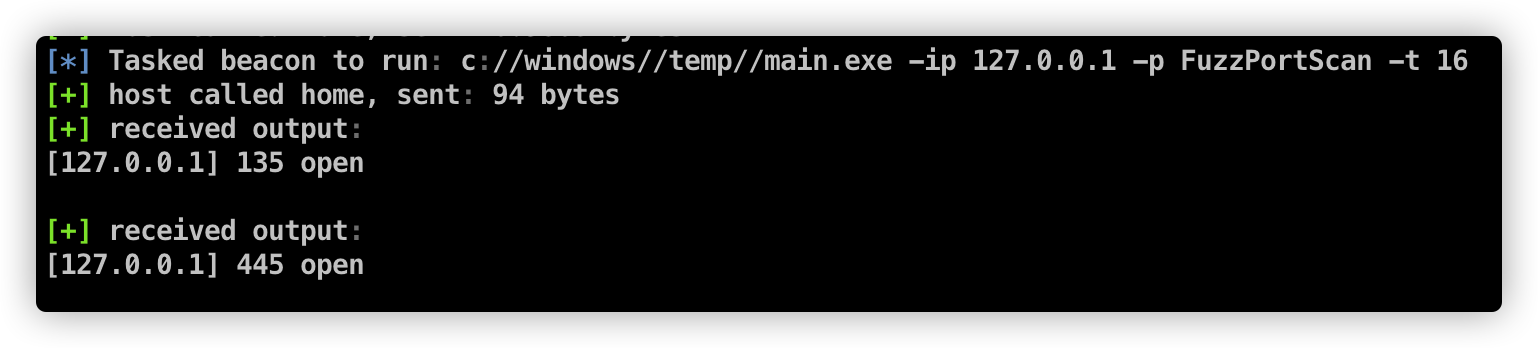 [*] Tasked beacon to run: c://windows//temp//main.exe -ip 127.0.0.1 -p FuzzPortScan -t 16
[+] host called home, sent: 94 bytes
[+] received output:
[127.0.0.1] 135 open
[+] received output:
[127.0.0.1] 445 open